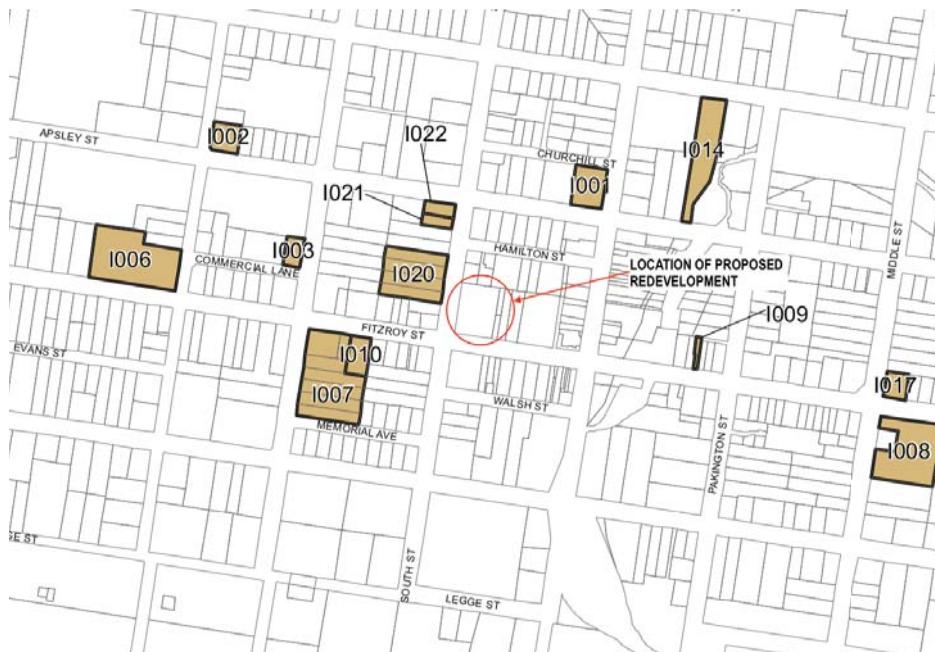 I014
APSLEY ST
I002
I022
CHURCHILL ST
I001
I021
HAMILTON ST
MIDDLE ST
I003
I006
COMMERCIAL LANE
I020
LOCATION OF PROPOSED
REDEVELOPMENT
I009
FITZROY ST
EVANS ST
I010
I017
I007
WALSH ST
MEMORIAL AVE
I008
PAKINGTON ST
SOUTH ST
LEGGE ST